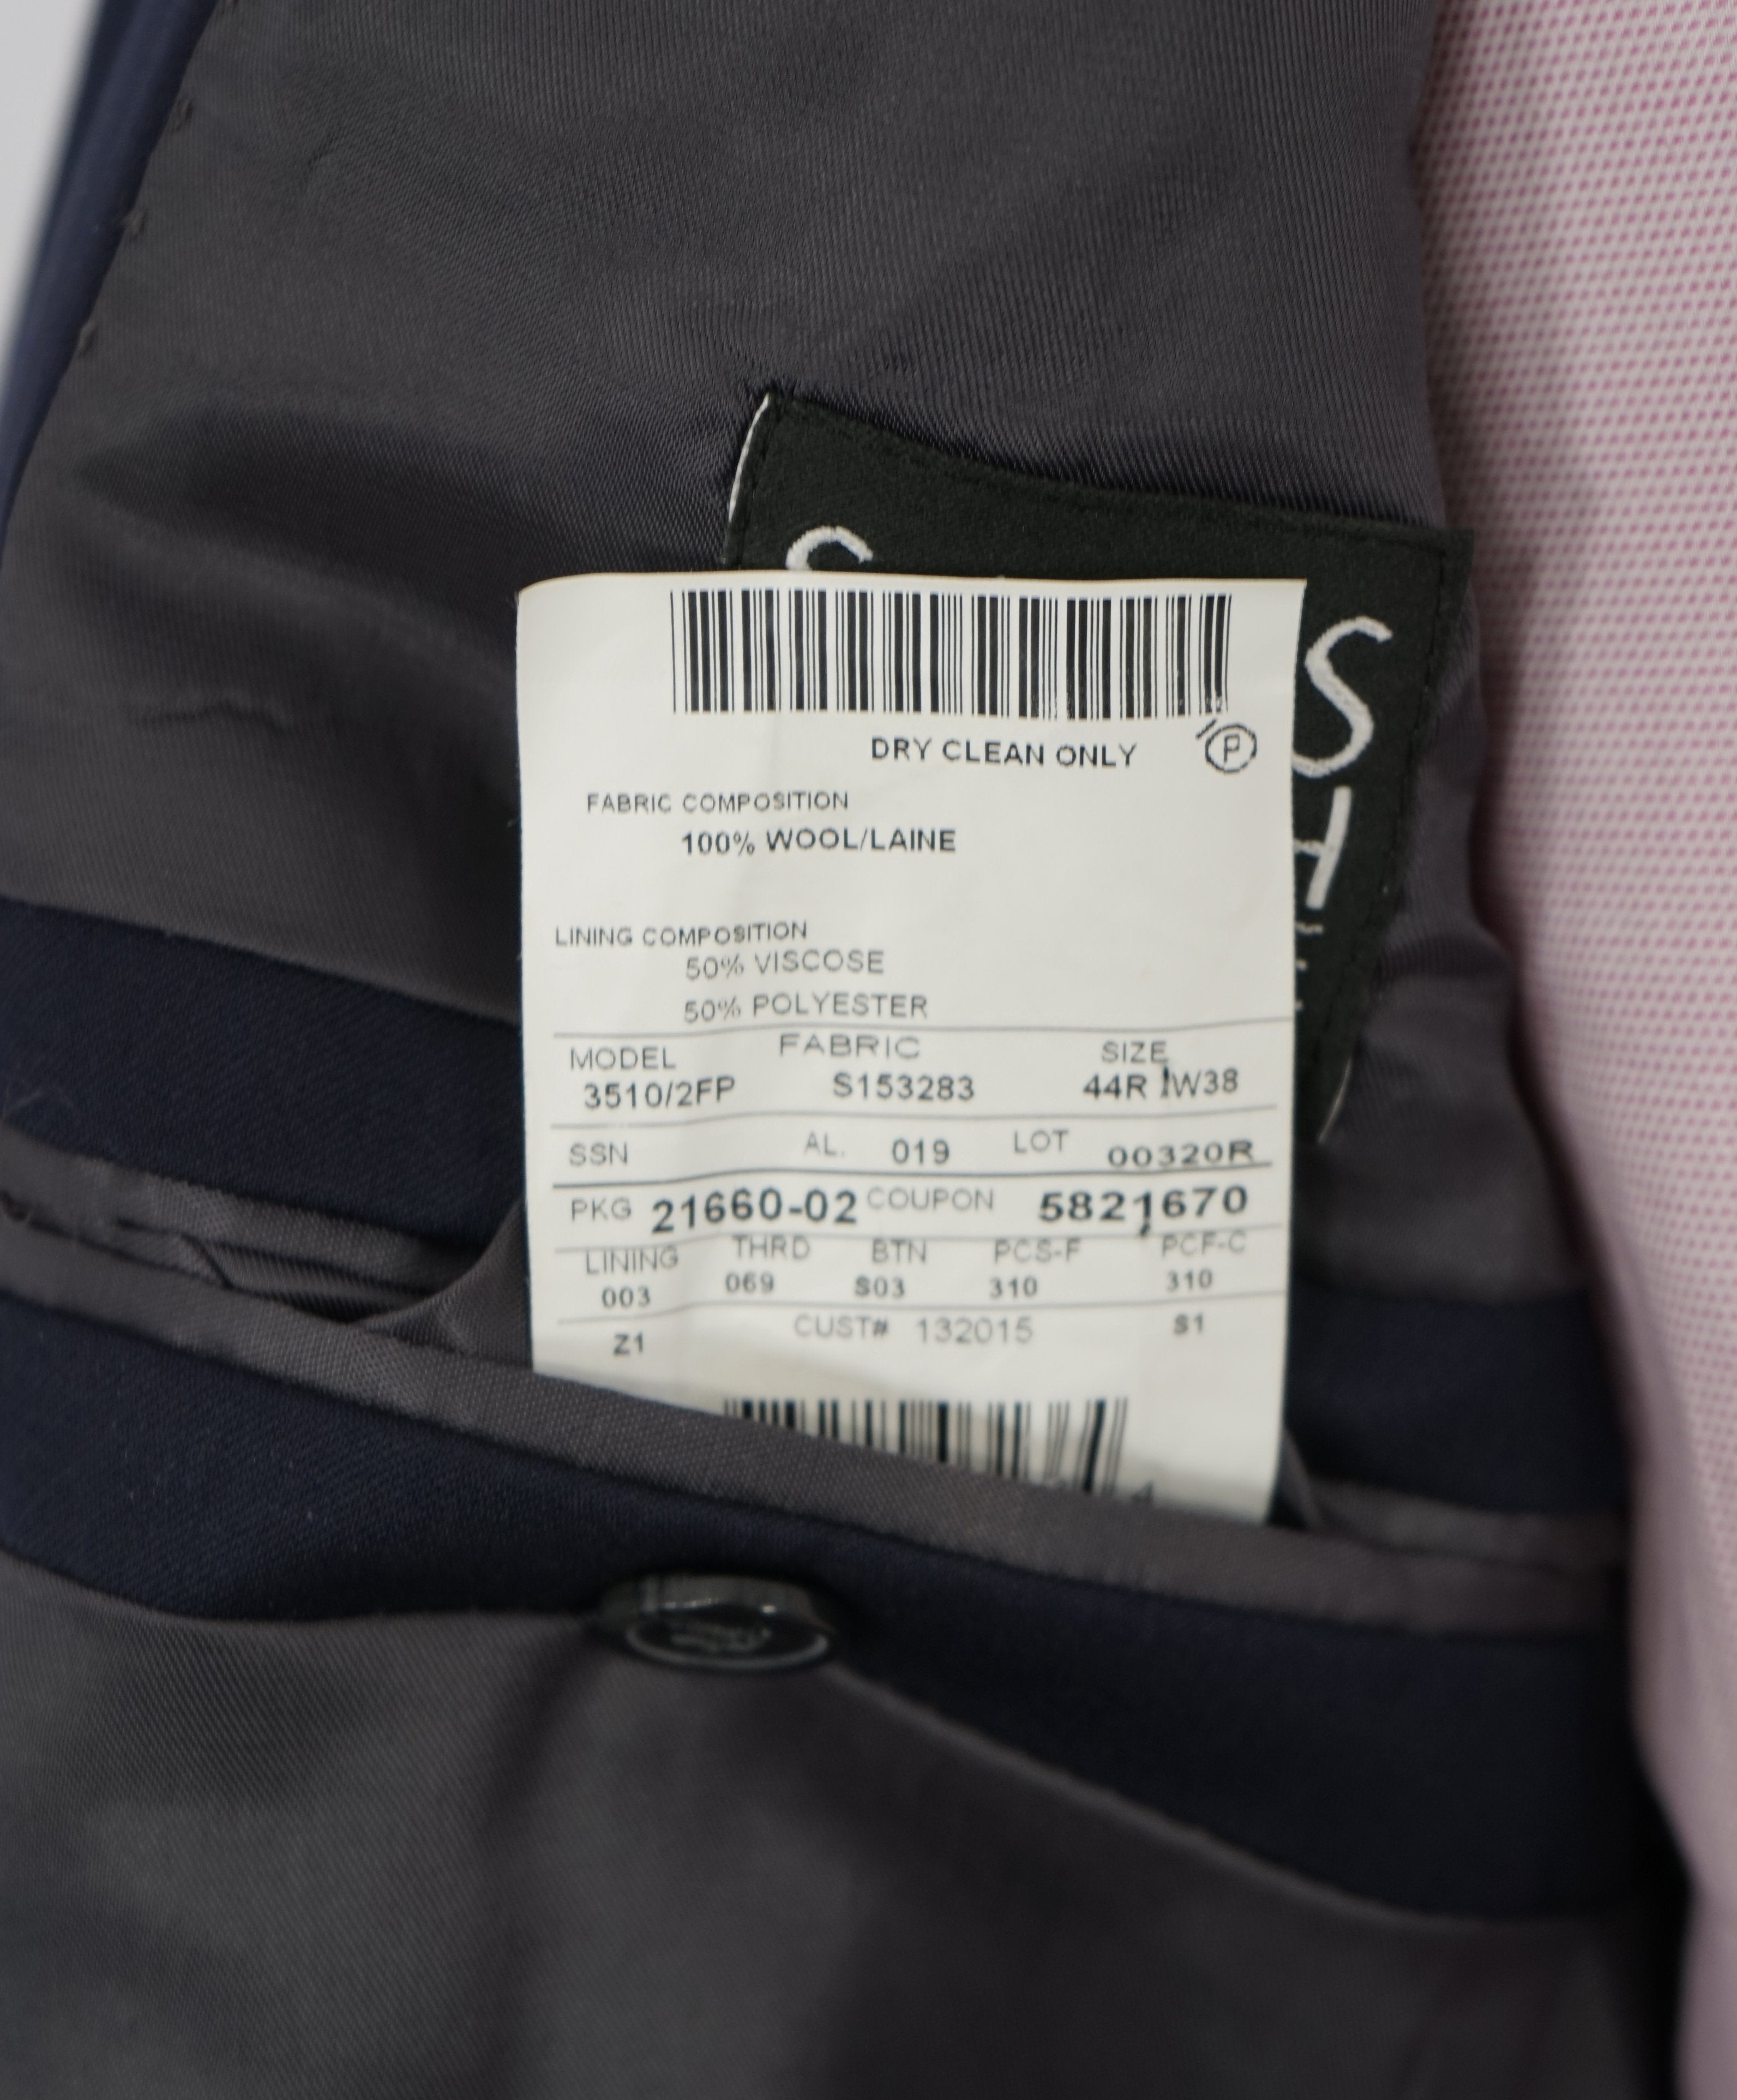 S
S
H
DRY CLEAN ONLY P
FABRIC COMPOSITION
100% WOOL/LAINE
LINING COMPOSITION
50% VISCOSE
50% POLYESTER
MODEL FABRIC SIZE
3510/2FP S153283 44R W38
SSN AL. 019 LOT 00320R
PKG 21660-02 COUPON 5821670
LINING THRD BTN PCS-F PCF-C
003 069 S03 310 310
Z1 CUST# 132015 S1